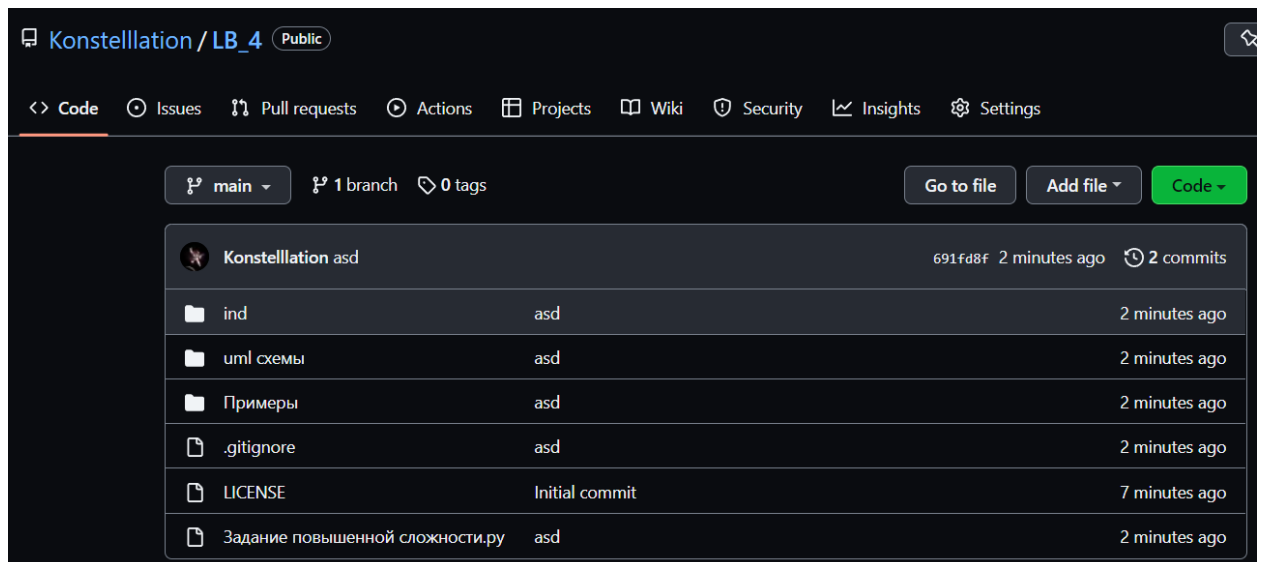 Konstelllation / LB_4 Public
<> Code Issues Pull requests Actions Projects Wiki Security Insights Settings
main 1 branch 0 tags Go to file Add file Code
Konstelllation asd 691fd8f 2 minutes ago 2 commits
ind asd 2 minutes ago
uml схемы asd 2 minutes ago
Примеры asd 2 minutes ago
.gitignore asd 2 minutes ago
LICENSE Initial commit 7 minutes ago
Задание повышенной сложности.py asd 2 minutes ago